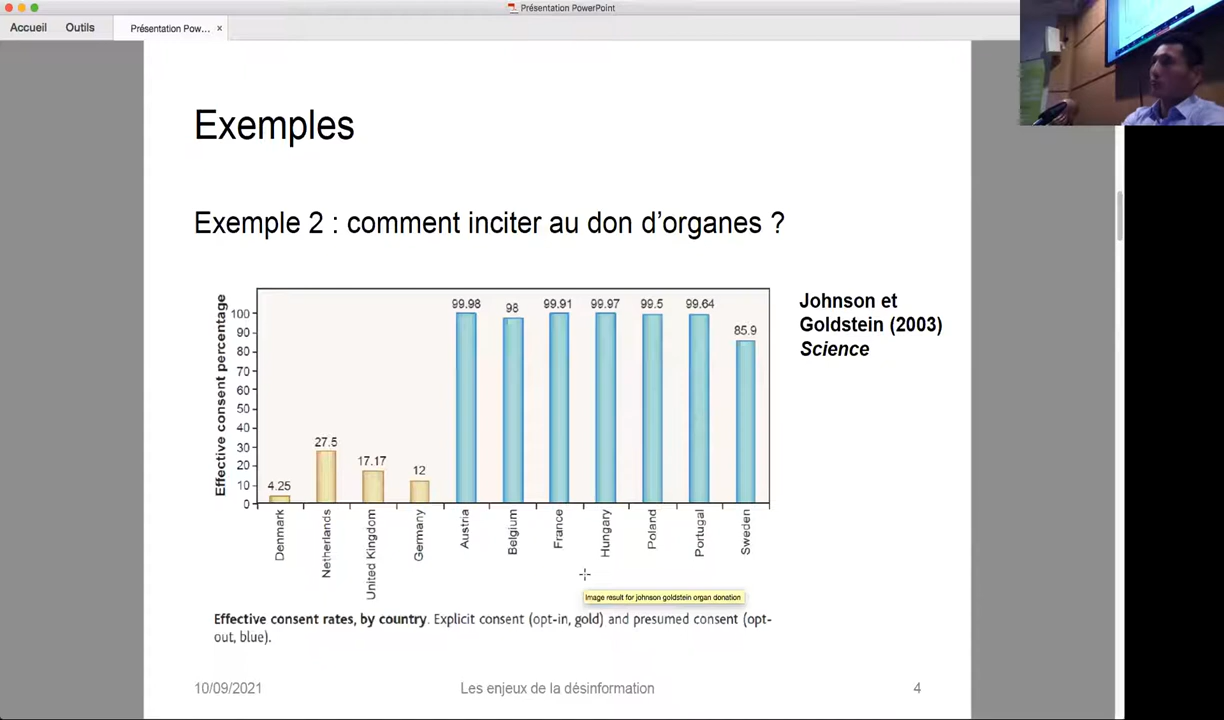 Présentation PowerPoint
Accueil
Outils
Présentation Pow...
×
Exemples
Exemple 2 : comment inciter au don d’organes ?
Effective consent percentage
100
90
80
70
60
50
40
30
20
10
0
4.25
27.5
17.17
12
99.98
98
99.91
99.97
99.5
99.64
85.9
Denmark
Netherlands
United Kingdom
Germany
Austria
Belgium
France
Hungary
Poland
Portugal
Sweden
Johnson et
Goldstein (2003)
Science
Image result for johnson goldstein organ donation
Effective consent rates, by country. Explicit consent (opt-in, gold) and presumed consent (opt-
out, blue).
10/09/2021
Les enjeux de la désinformation
4